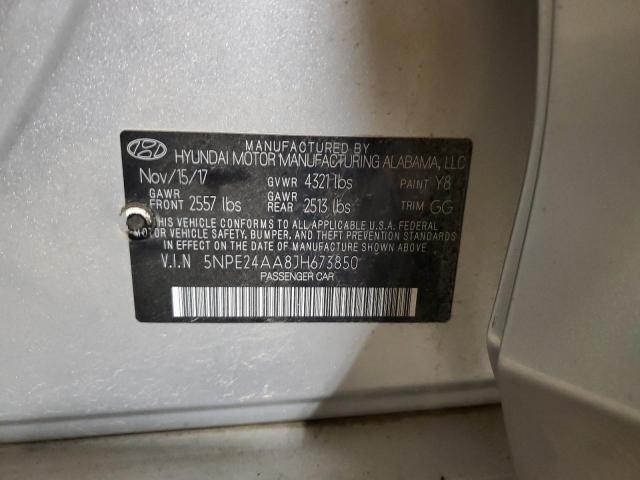 MANUFACTURED BY
HYUNDAI MOTOR MANUFACTURING ALABAMA, LLC
Nov/15/17 GVWR 4321 lbs PAINT Y8
GAWR FRONT 2557 lbs GAWR REAR 2513 lbs TRIM GG
THIS VEHICLE CONFORMS TO ALL APPLICABLE U.S.A. FEDERAL
MOTOR VEHICLE SAFETY, BUMPER, AND THEFT PREVENTION STANDARDS
IN EFFECT ON THE DATE OF MANUFACTURE SHOWN ABOVE.
V.I.N 5NPE24AA8JH673850
PASSENGER CAR